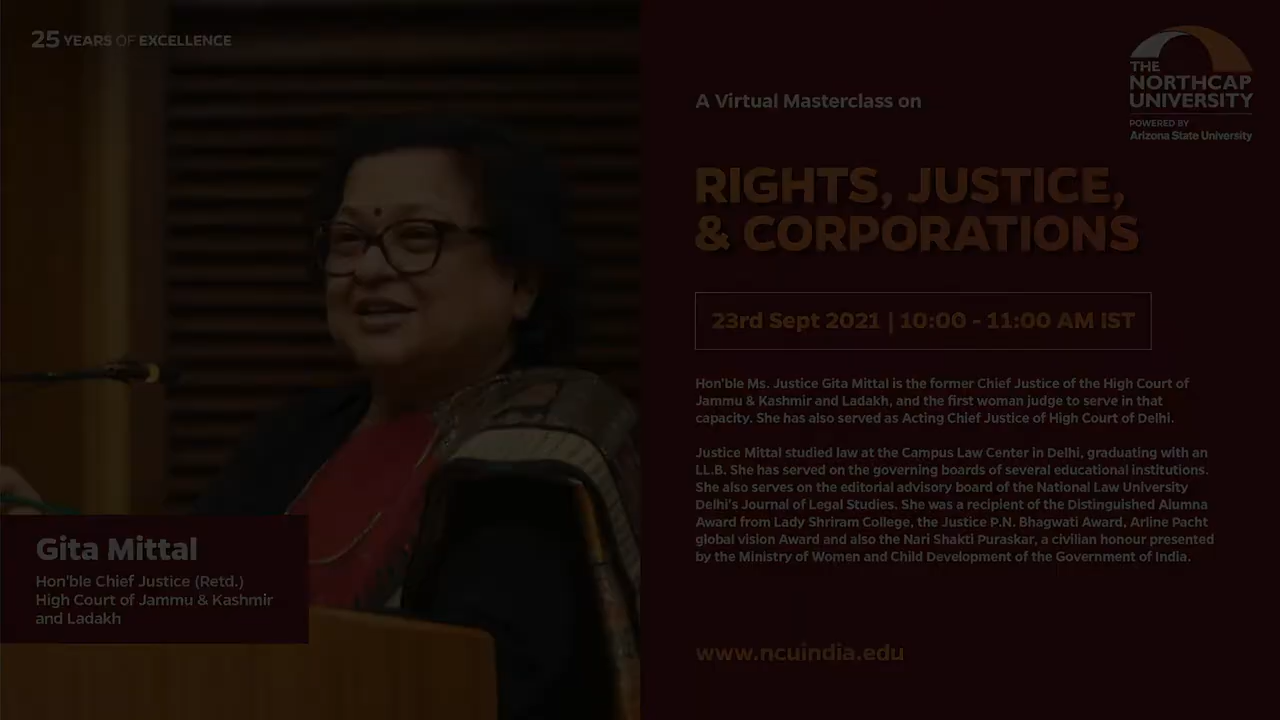 25 YEARS OF EXCELLENCE
THE
NORTHCAP
UNIVERSITY
POWERED BY
Arizona State University
A Virtual Masterclass on
RIGHTS, JUSTICE,
& CORPORATIONS
23rd Sept 2021 | 10:00 - 11:00 AM IST
Hon'ble Ms. Justice Gita Mittal is the former Chief Justice of the High Court of
Jammu & Kashmir and Ladakh, and the first woman judge to serve in that
capacity. She has also served as Acting Chief Justice of High Court of Delhi.
Justice Mittal studied law at the Campus Law Center in Delhi, graduating with an
LL.B. She has served on the governing boards of several educational institutions.
She also serves on the editorial advisory board of the National Law University
Delhi's Journal of Legal Studies. She was a recipient of the Distinguished Alumna
Award from Lady Shriram College, the Justice P.N. Bhagwati Award, Arline Pacht
global vision Award and also the Nari Shakti Puraskar, a civilian honour presented
by the Ministry of Women and Child Development of the Government of India.
Gita Mittal
Hon'ble Chief Justice (Retd.)
High Court of Jammu & Kashmir
and Ladakh
www.ncuindia.edu